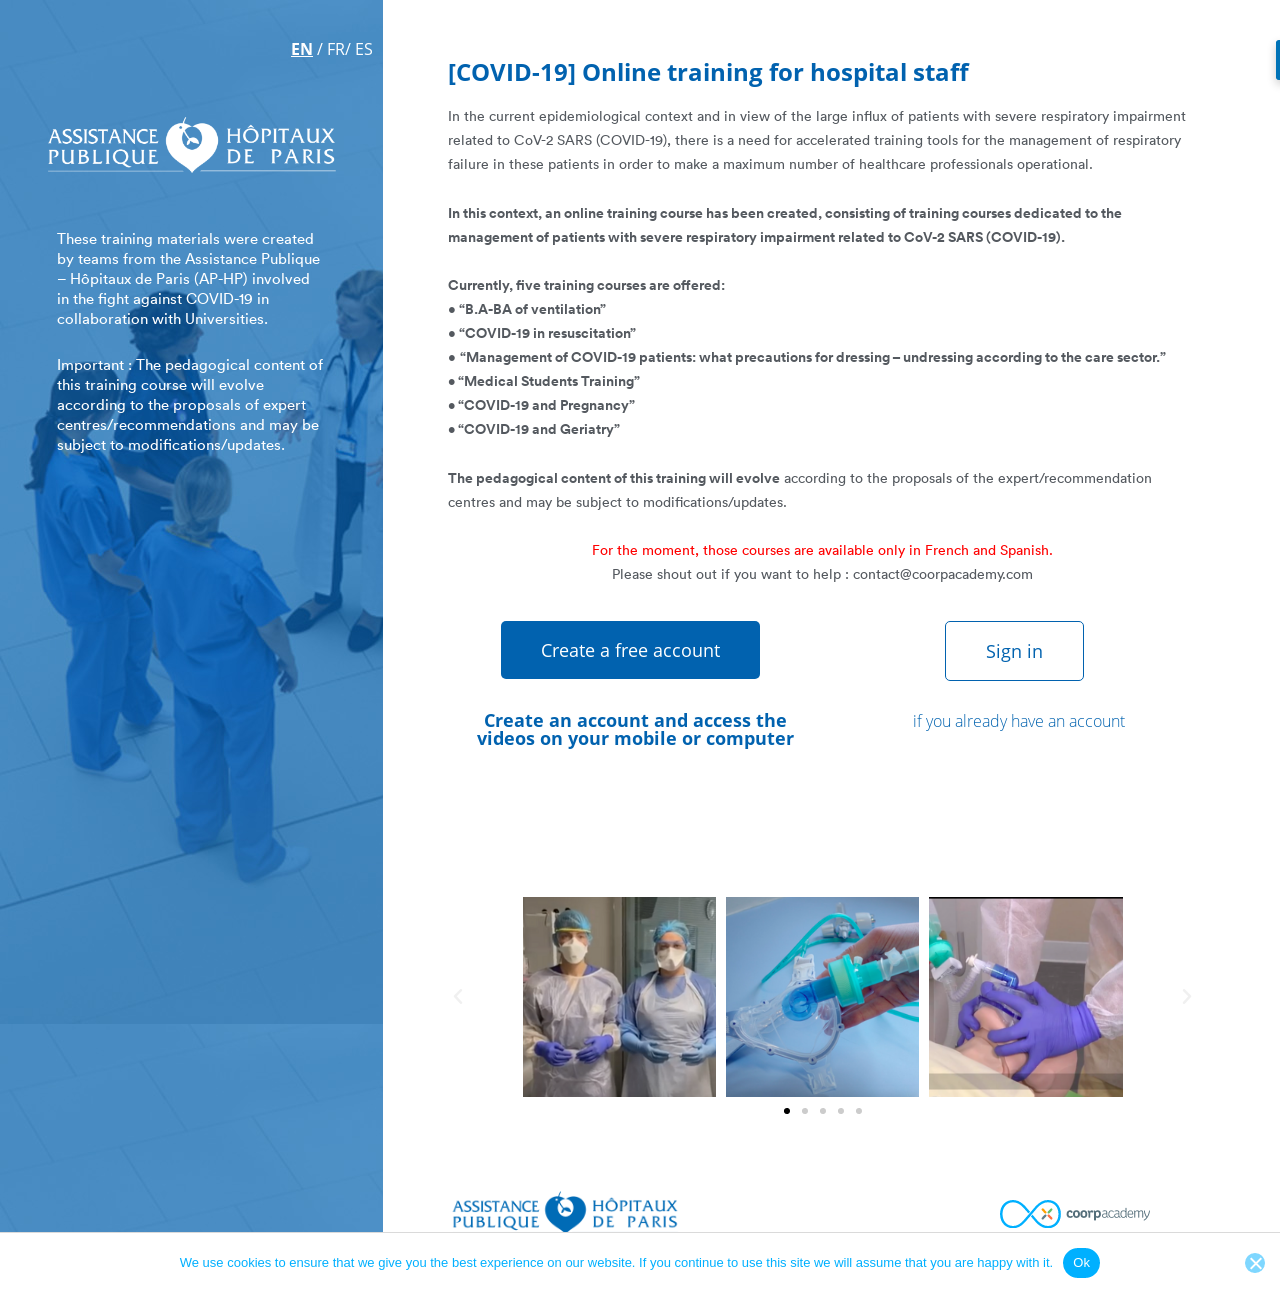 EN / FR/ ES
ASSISTANCE HÔPITAUX
PUBLIQUE DE PARIS
These training materials were created
by teams from the Assistance Publique
– Hôpitaux de Paris (AP-HP) involved
in the fight against COVID-19 in
collaboration with Universities.
Important : The pedagogical content of
this training course will evolve
according to the proposals of expert
centres/recommendations and may be
subject to modifications/updates.
[COVID-19] Online training for hospital staff
In the current epidemiological context and in view of the large influx of patients with severe respiratory impairment
related to CoV-2 SARS (COVID-19), there is a need for accelerated training tools for the management of respiratory
failure in these patients in order to make a maximum number of healthcare professionals operational.
In this context, an online training course has been created, consisting of training courses dedicated to the
management of patients with severe respiratory impairment related to CoV-2 SARS (COVID-19).
Currently, five training courses are offered:
● “B.A-BA of ventilation”
● “COVID-19 in resuscitation”
● “Management of COVID-19 patients: what precautions for dressing – undressing according to the care sector.”
● “Medical Students Training”
● “COVID-19 and Pregnancy”
● “COVID-19 and Geriatry”
The pedagogical content of this training will evolve according to the proposals of the expert/recommendation
centres and may be subject to modifications/updates.
For the moment, those courses are available only in French and Spanish.
Please shout out if you want to help : contact@coorpacademy.com
Create a free account
Sign in
Create an account and access the
videos on your mobile or computer
if you already have an account
ASSISTANCE HÔPITAUX
PUBLIQUE DE PARIS
coorpacademy
We use cookies to ensure that we give you the best experience on our website. If you continue to use this site we will assume that you are happy with it.
Ok